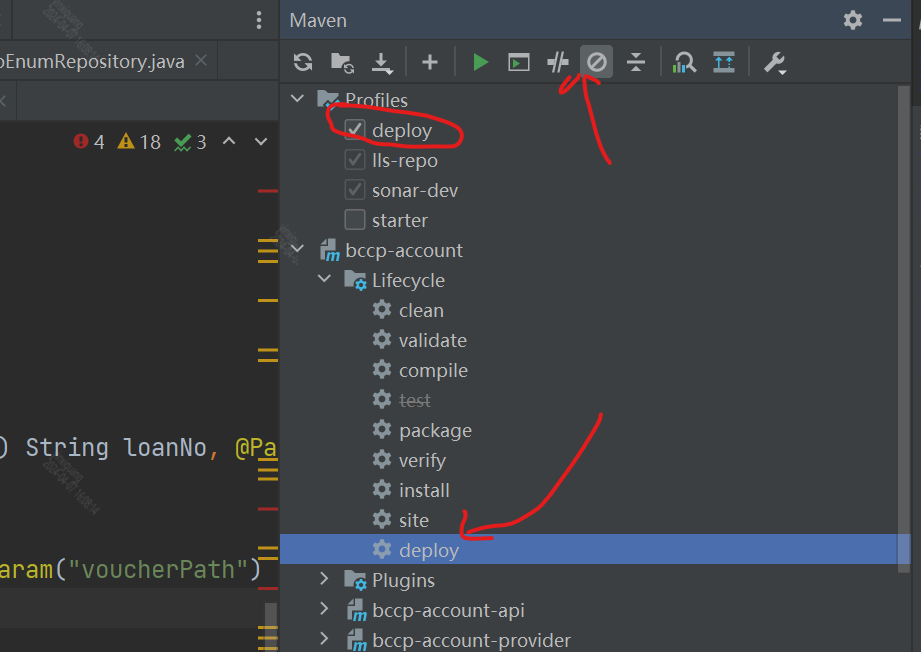 Maven
oEnumRepository.java
Profiles
4 18 3
deploy
lls-repo
sonar-dev
starter
bccp-account
Lifecycle
clean
validate
compile
test
) String loanNo, @Pa
package
verify
install
site
deploy
aram("voucherPath")
Plugins
bccp-account-api
bccp-account-provider